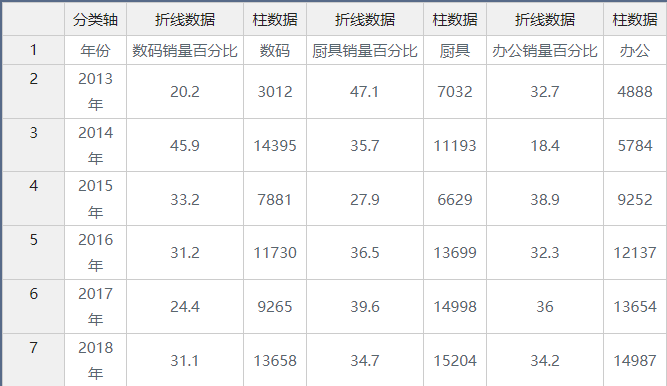 分类轴 折线数据 柱数据 折线数据 柱数据 折线数据 柱数据
1 年份 数码销量百分比 数码 厨具销量百分比 厨具 办公销量百分比 办公
2 2013年 20.2 3012 47.1 7032 32.7 4888
3 2014年 45.9 14395 35.7 11193 18.4 5784
4 2015年 33.2 7881 27.9 6629 38.9 9252
5 2016年 31.2 11730 36.5 13699 32.3 12137
6 2017年 24.4 9265 39.6 14998 36 13654
7 2018年 31.1 13658 34.7 15204 34.2 14987